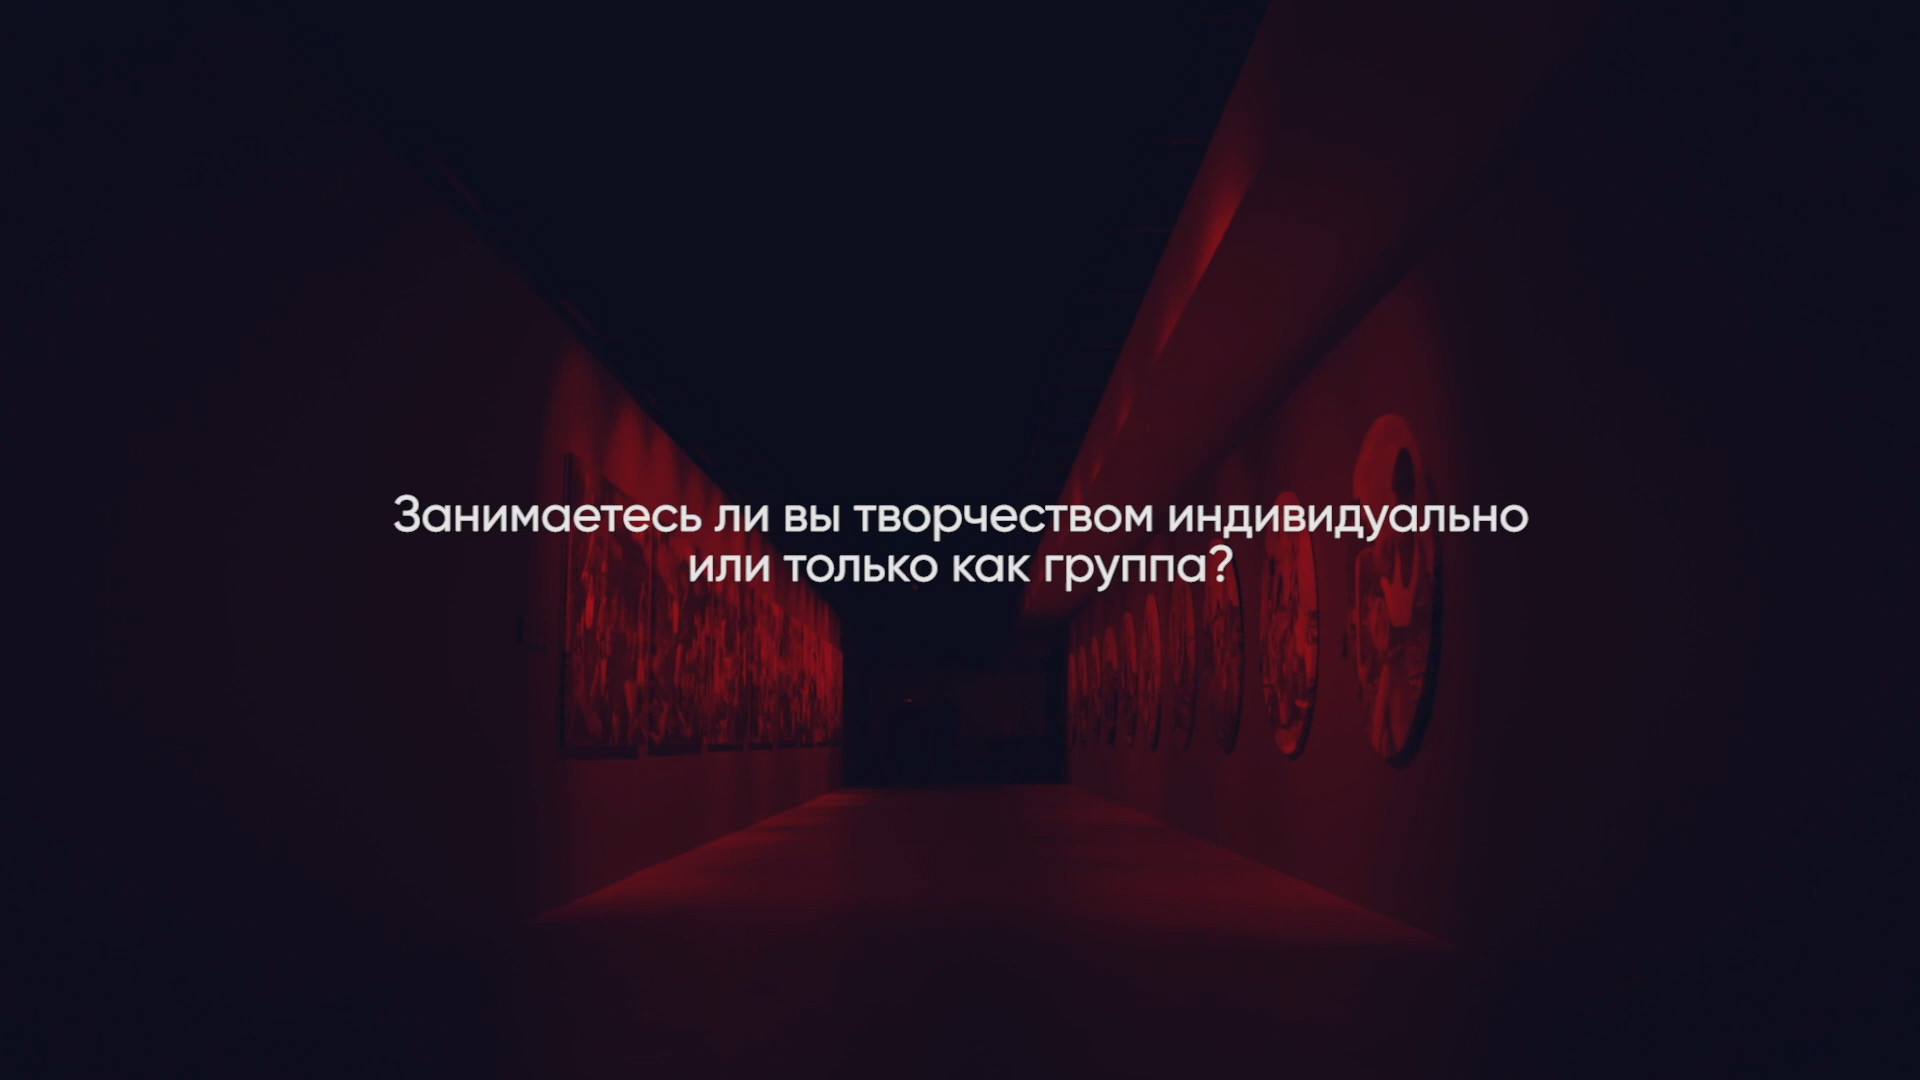 Занимаетесь ли вы творчеством индивидуально
или только как группа?